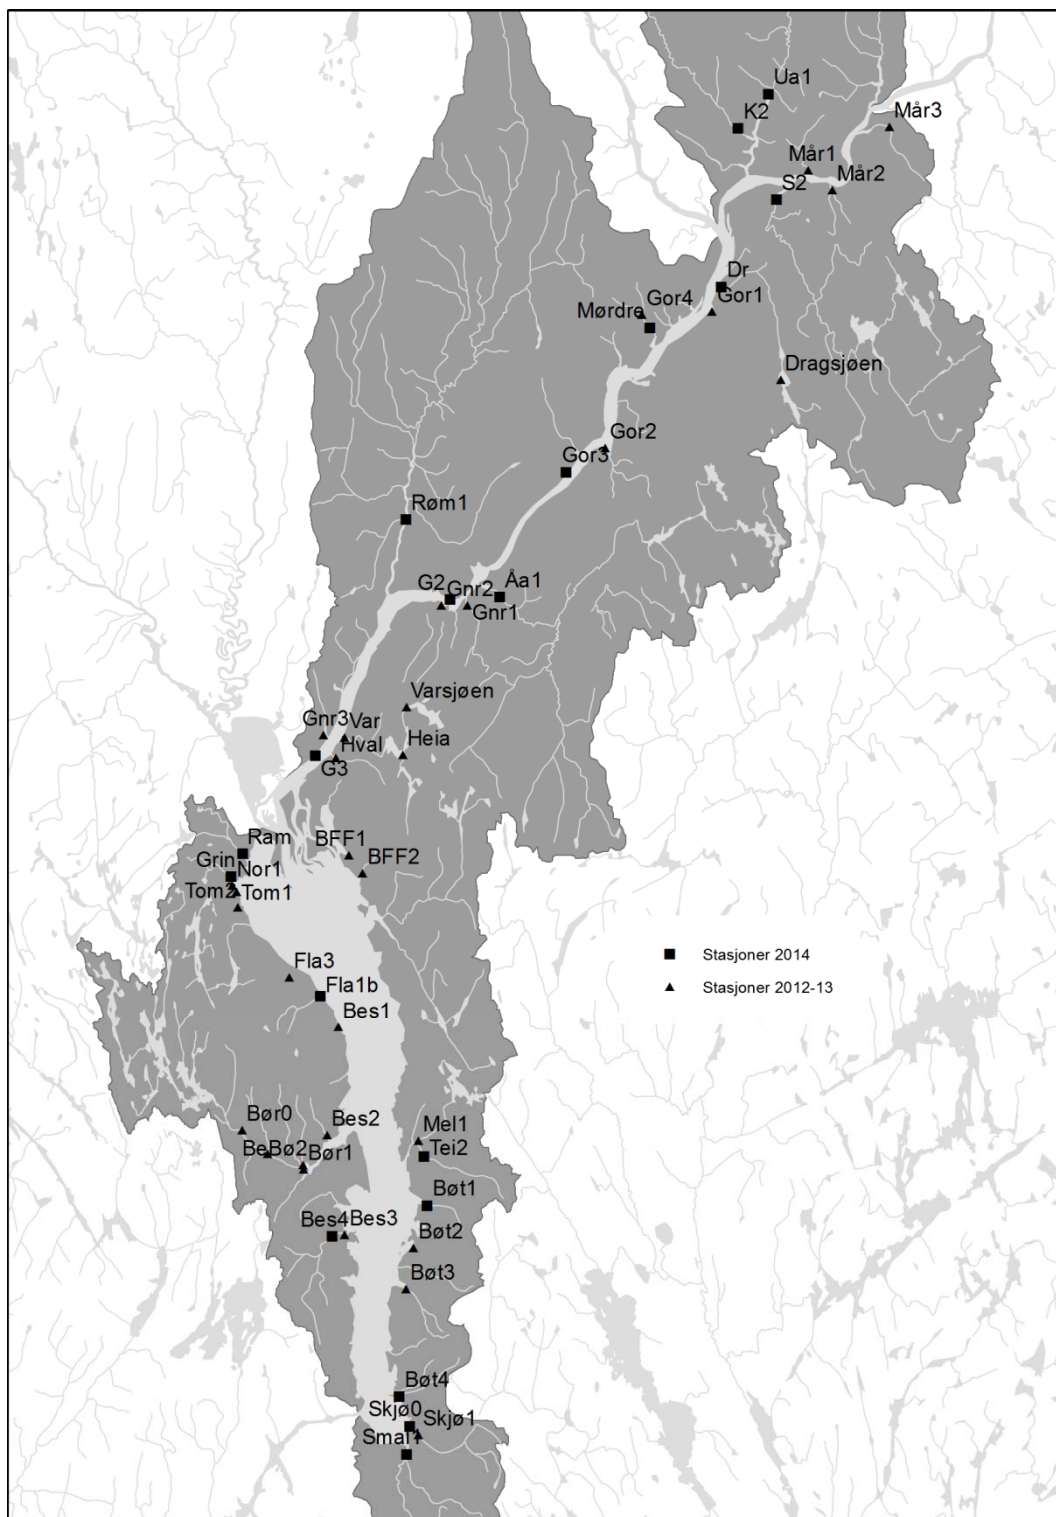 Ua1
K2
Mår3
Mår1
Mår2
S2
Dr
Gor1
Gor4
Mørdre
Dragsjøen
Gor2
Gor3
Røm1
G2
Gnr2
Åa1
Gnr1
Varsjøen
Gnr3
Var
Hval
Heia
G3
Ram
BFF1
BFF2
Grin
Nor1
Tom2
Tom1
Stasjoner 2014
Stasjoner 2012-13
Fla3
Fla1b
Bes1
Bør0
Bes2
Mel1
BeBø2
Bør1
Tei2
Bøt1
Bes4
Bes3
Bøt2
Bøt3
Bøt4
Skjø0
Skjø1
Smal1